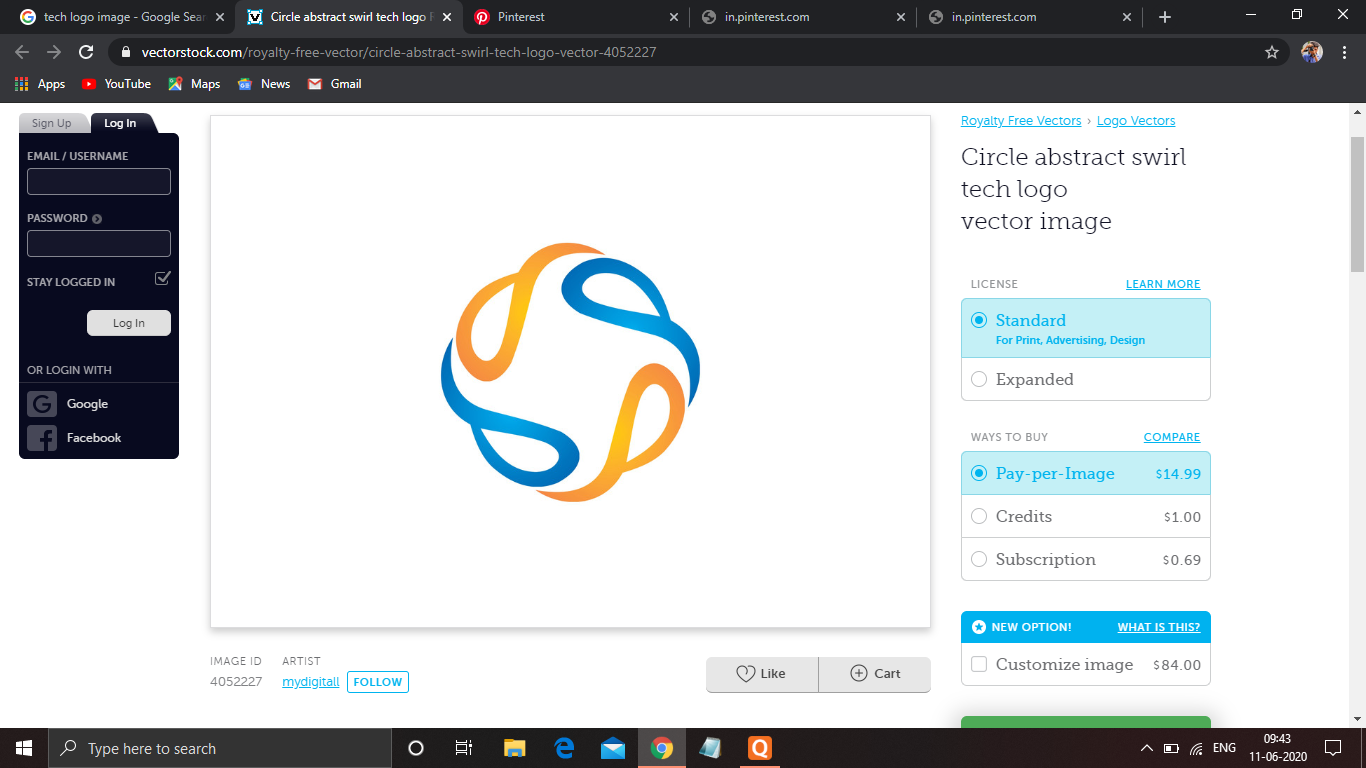 tech logo image - Google Sear
Circle abstract swirl tech logo
Pinterest
in.pinterest.com
in.pinterest.com
vectorstock.com/royalty-free-vector/circle-abstract-swirl-tech-logo-vector-4052227
Apps
YouTube
Maps
News
Gmail
Sign Up
Log In
EMAIL / USERNAME
PASSWORD
STAY LOGGED IN
Log In
OR LOGIN WITH
Google
Facebook
IMAGE ID
4052227
ARTIST
mydigitall
FOLLOW
Like
Cart
Royalty Free Vectors › Logo Vectors
Circle abstract swirl
tech logo
vector image
LICENSE
LEARN MORE
Standard
For Print, Advertising, Design
Expanded
WAYS TO BUY
COMPARE
Pay-per-Image $14.99
Credits $1.00
Subscription $0.69
NEW OPTION!
WHAT IS THIS?
Customize image $84.00
Type here to search
ENG
09:43
11-06-2020